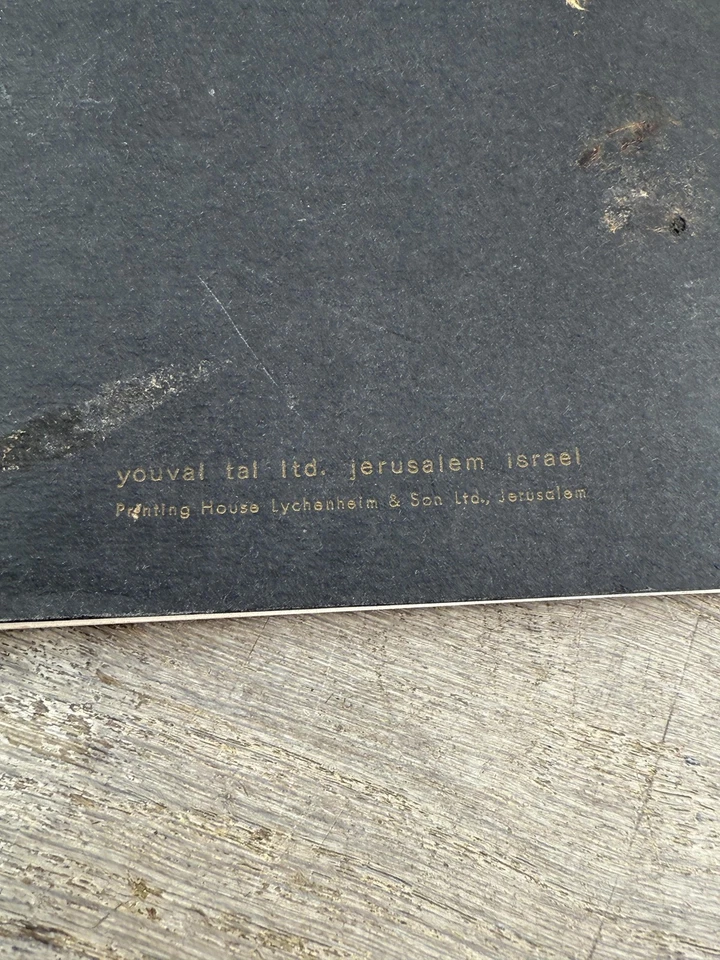 youval tal ltd. jerusalem israel
Printing House Lychenheim & Son Ltd., Jerusalem